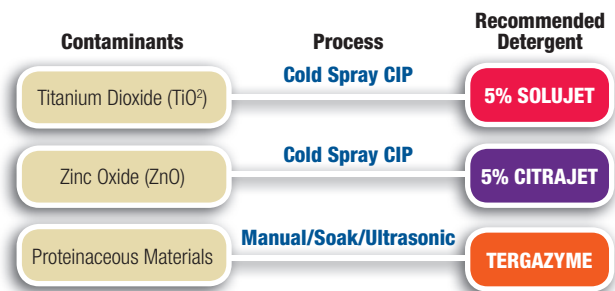 Contaminants Process Recommended Detergent
Cold Spray CIP
Titanium Dioxide (TiO²) 5% SOLUJET
Cold Spray CIP
Zinc Oxide (ZnO) 5% CITRAJET
Manual/Soak/Ultrasonic
Proteinaceous Materials TERGAZYME